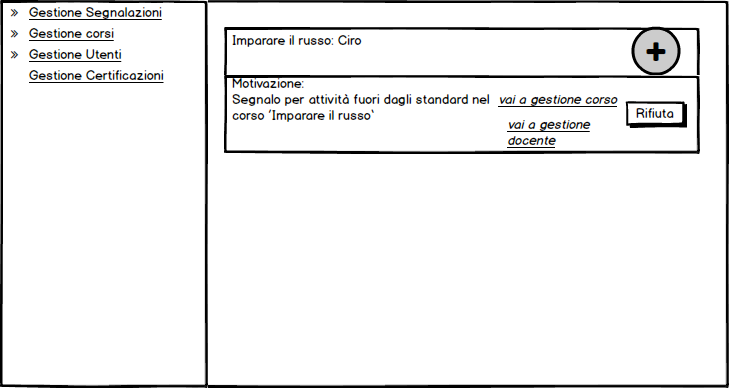 » Gestione Segnalazioni
» Gestione corsi
» Gestione Utenti
Gestione Certificazioni
Imparare il russo: Ciro
Motivazione:
Segnalo per attività fuori dagli standard nel
corso ‘Imparare il russo‘
vai a gestione corso
vai a gestione
docente
Rifiuta